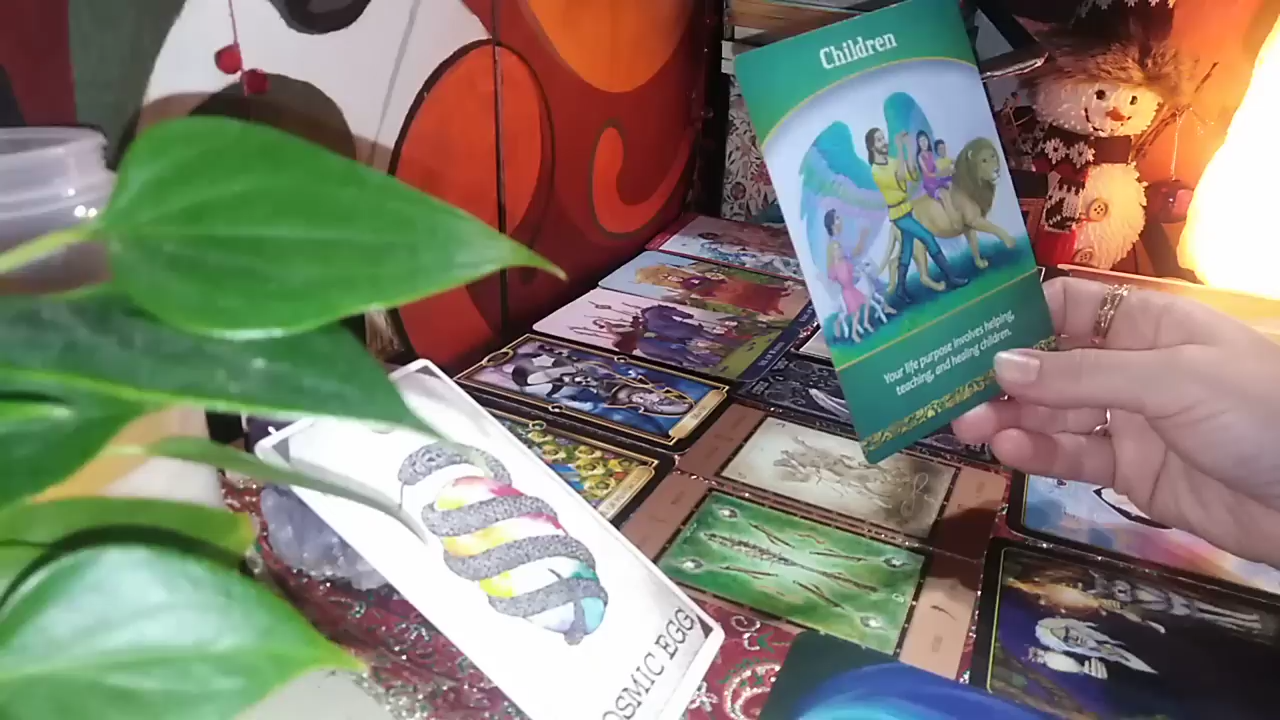 Children
Your life purpose involves helping,
teaching, and healing children.
OSMIC EGG